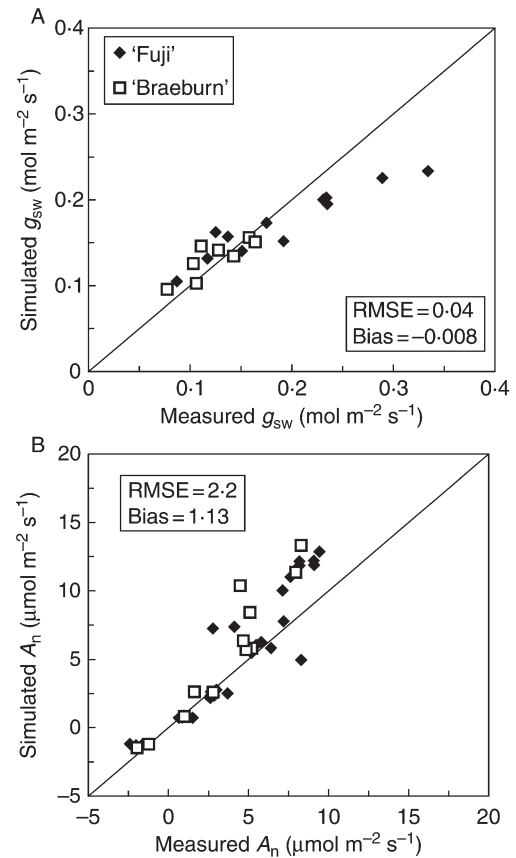 A
0·4
0·3
0·2
0·1
0
Simulated gsw (mol m−2 s−1)
'Fuji'
'Braeburn'
RMSE=0·04
Bias=−0·008
0 0·1 0·2 0·3 0·4
Measured gsw (mol m−2 s−1)
B
20
15
10
5
0
−5
Simulated An (μmol m−2 s−1)
RMSE=2·2
Bias=1·13
−5 0 5 10 15 20
Measured An (μmol m−2 s−1)